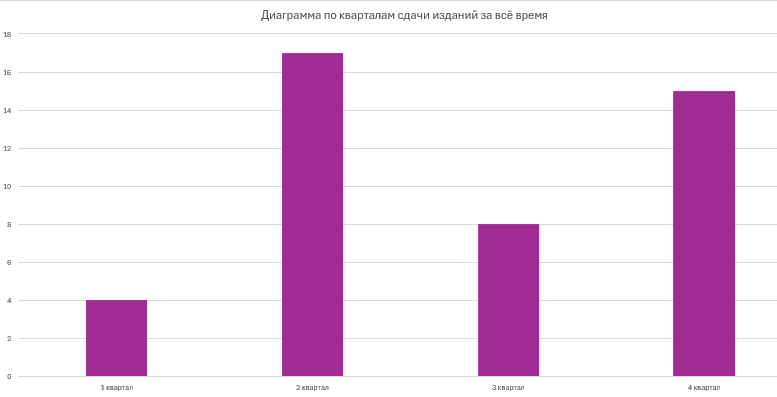 Диаграмма по кварталам сдачи изданий за всё время
18
16
14
12
10
8
6
4
2
0
1 квартал
2 квартал
3 квартал
4 квартал